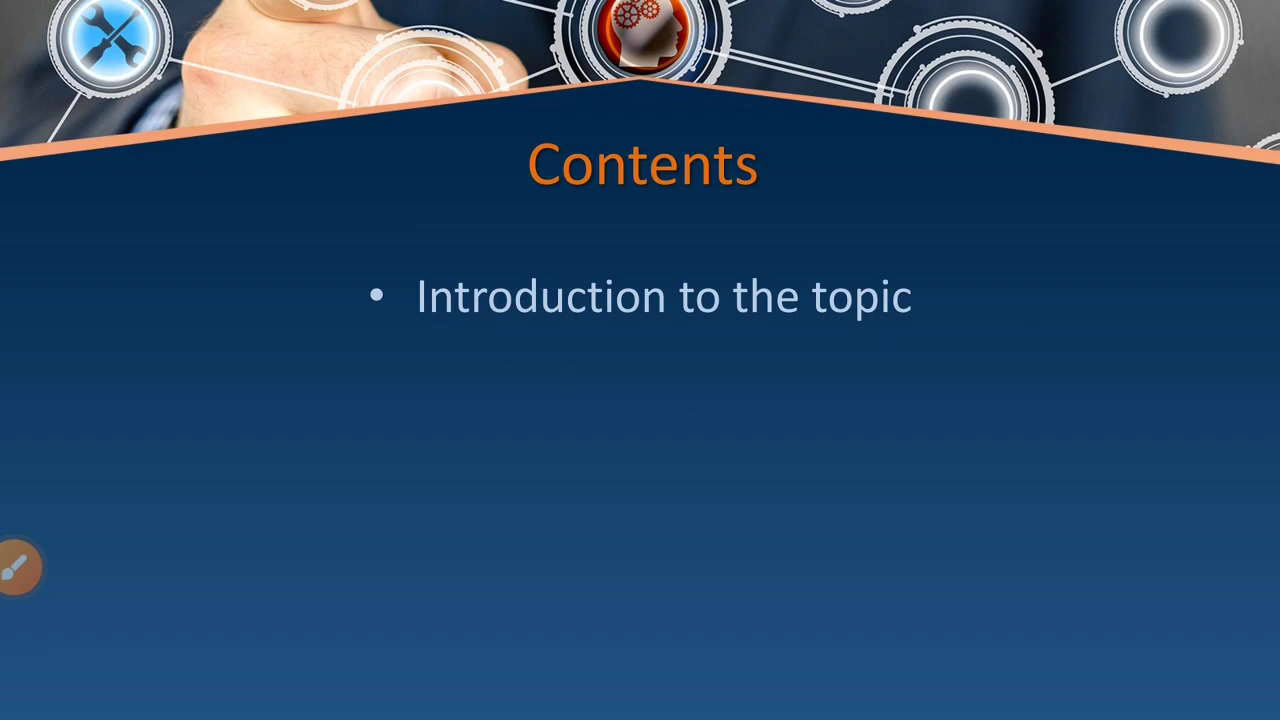 Contents
• Introduction to the topic